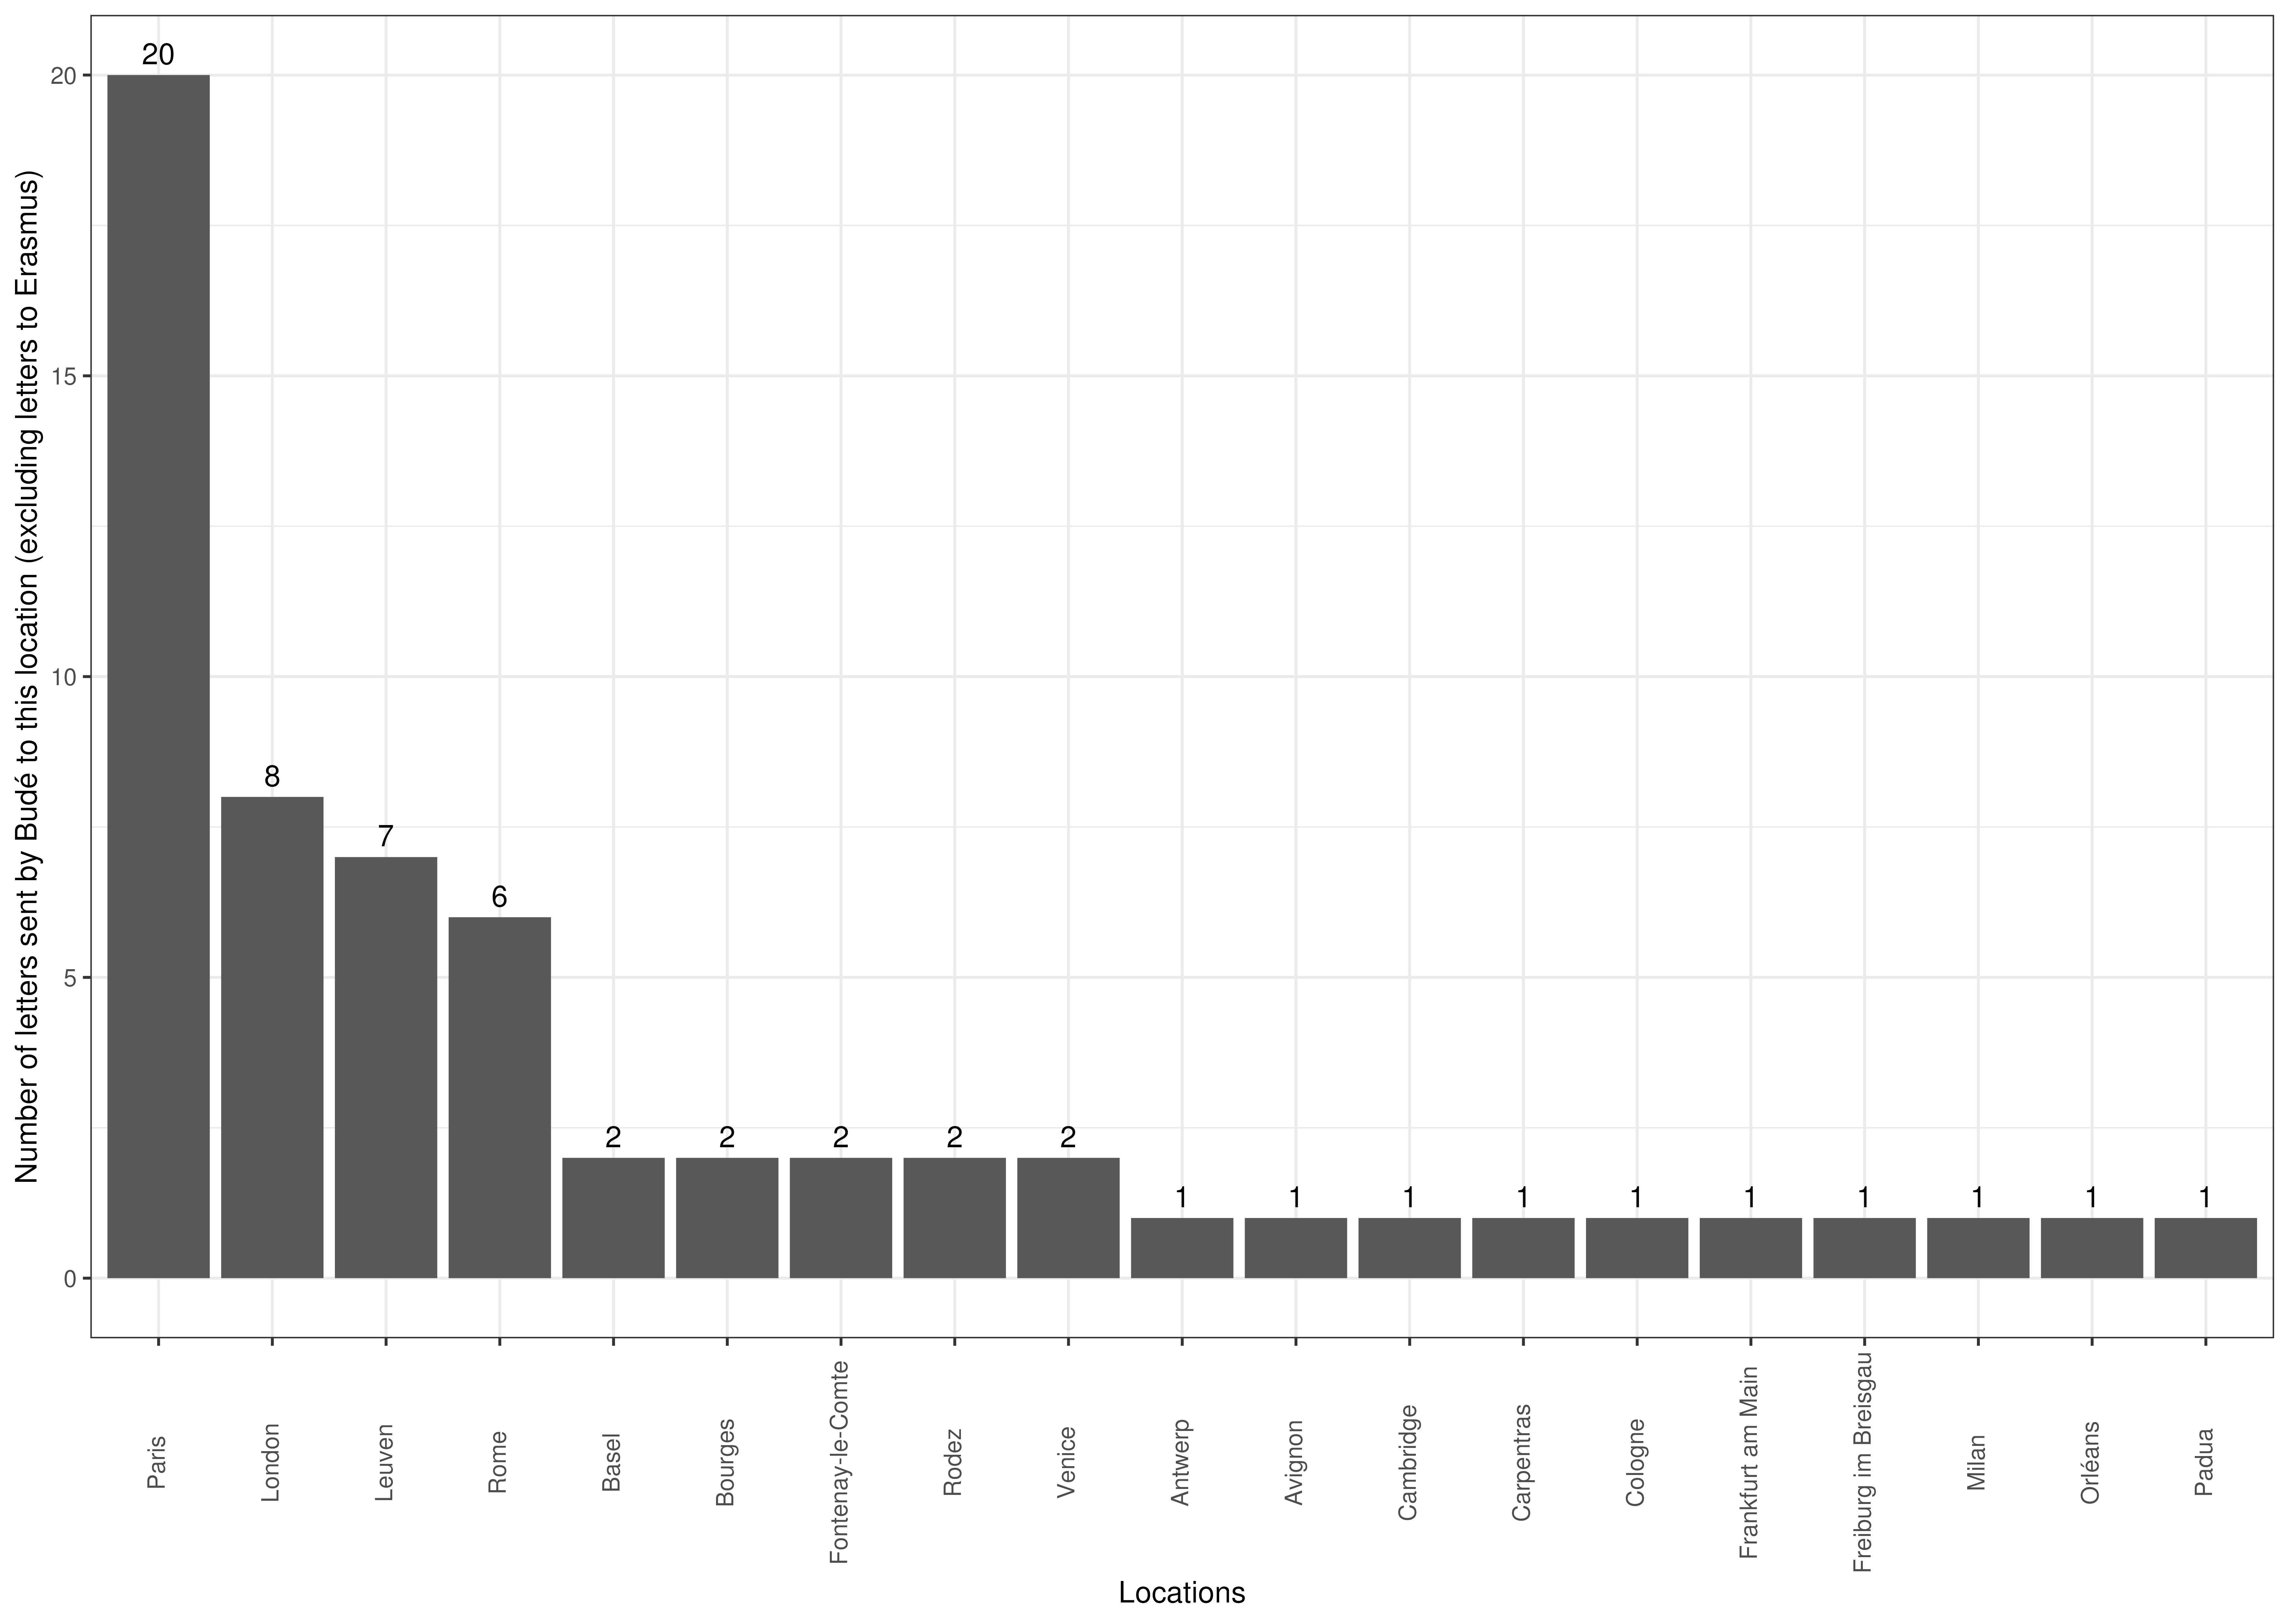 Number of letters sent by Budé to this location (excluding letters to Erasmus)
20
15
10
5
0
20
8
7
6
2
2
2
2
2
1
1
1
1
1
1
1
1
1
1
Paris
London
Leuven
Rome
Basel
Bourges
Fontenay-le-Comte
Rodez
Venice
Antwerp
Avignon
Cambridge
Carpentras
Cologne
Frankfurt am Main
Freiburg im Breisgau
Milan
Orléans
Padua
Locations